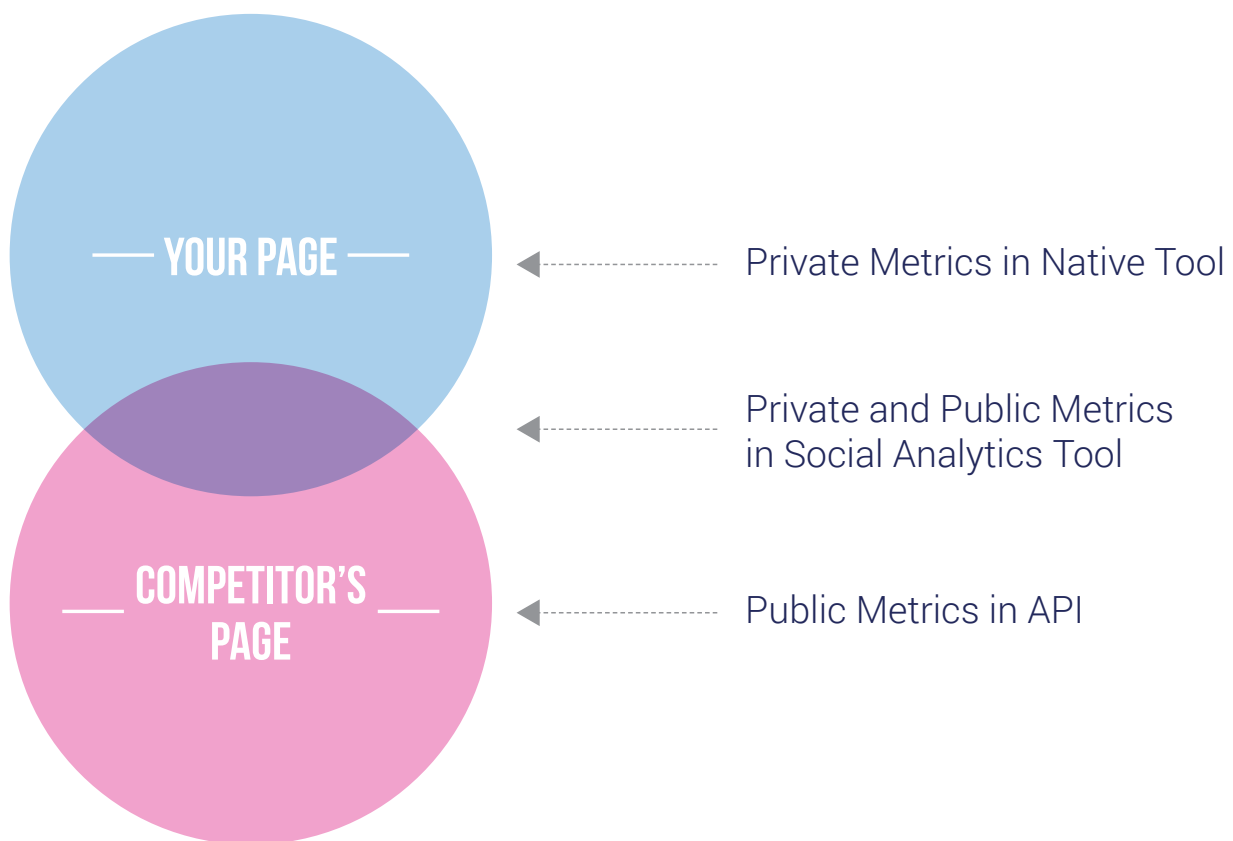 YOUR PAGE
Private Metrics in Native Tool
Private and Public Metrics
in Social Analytics Tool
COMPETITOR'S
PAGE
Public Metrics in API